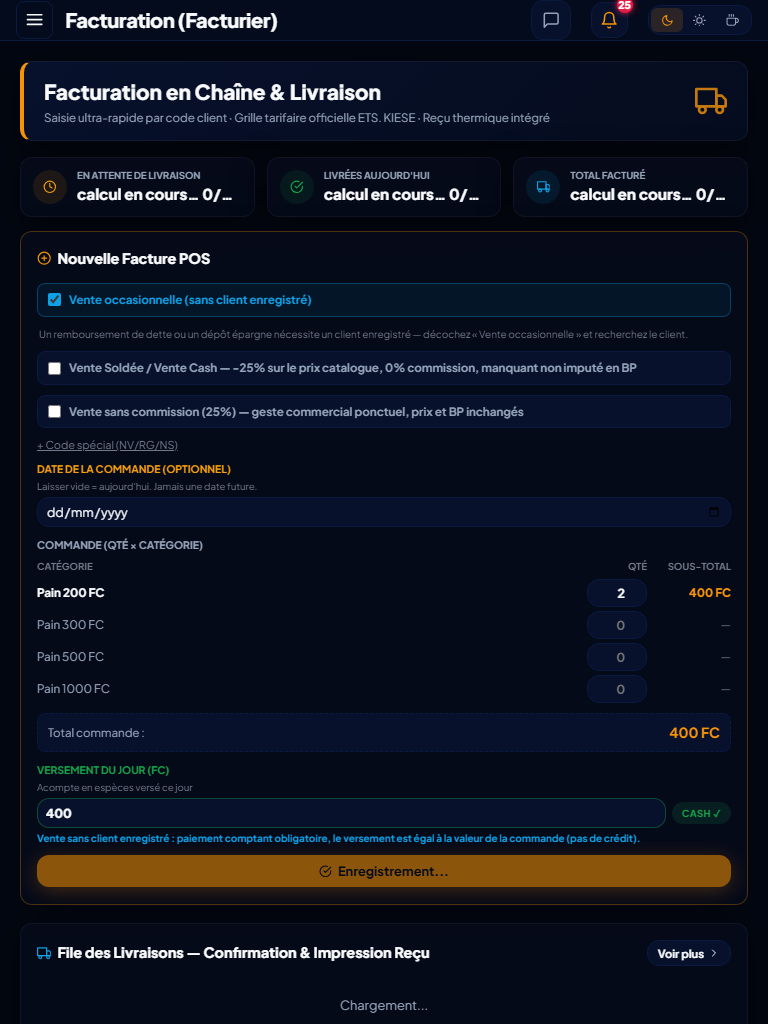 Facturation (Facturier)
25
Facturation en Chaîne & Livraison
Saisie ultra-rapide par code client · Grille tarifaire officielle ETS. KIESE · Reçu thermique intégré
EN ATTENTE DE LIVRAISON
calcul en cours… 0/…
LIVRÉES AUJOURD'HUI
calcul en cours… 0/…
TOTAL FACTURÉ
calcul en cours… 0/…
Nouvelle Facture POS
Vente occasionnelle (sans client enregistré)
Un remboursement de dette ou un dépôt épargne nécessite un client enregistré — décochez « Vente occasionnelle » et recherchez le client.
Vente Soldée / Vente Cash — -25% sur le prix catalogue, 0% commission, manquant non imputé en BP
Vente sans commission (25%) — geste commercial ponctuel, prix et BP inchangés
+ Code spécial (NV/RG/NS)
DATE DE LA COMMANDE (OPTIONNEL)
Laisser vide = aujourd'hui. Jamais une date future.
dd/mm/yyyy
COMMANDE (QTÉ × CATÉGORIE)
CATÉGORIE QTÉ SOUS-TOTAL
Pain 200 FC 2 400 FC
Pain 300 FC 0 —
Pain 500 FC 0 —
Pain 1000 FC 0 —
Total commande : 400 FC
VERSEMENT DU JOUR (FC)
Acompte en espèces versé ce jour
400 CASH ✓
Vente sans client enregistré : paiement comptant obligatoire, le versement est égal à la valeur de la commande (pas de crédit).
Enregistrement...
File des Livraisons — Confirmation & Impression Reçu
Voir plus
Chargement...